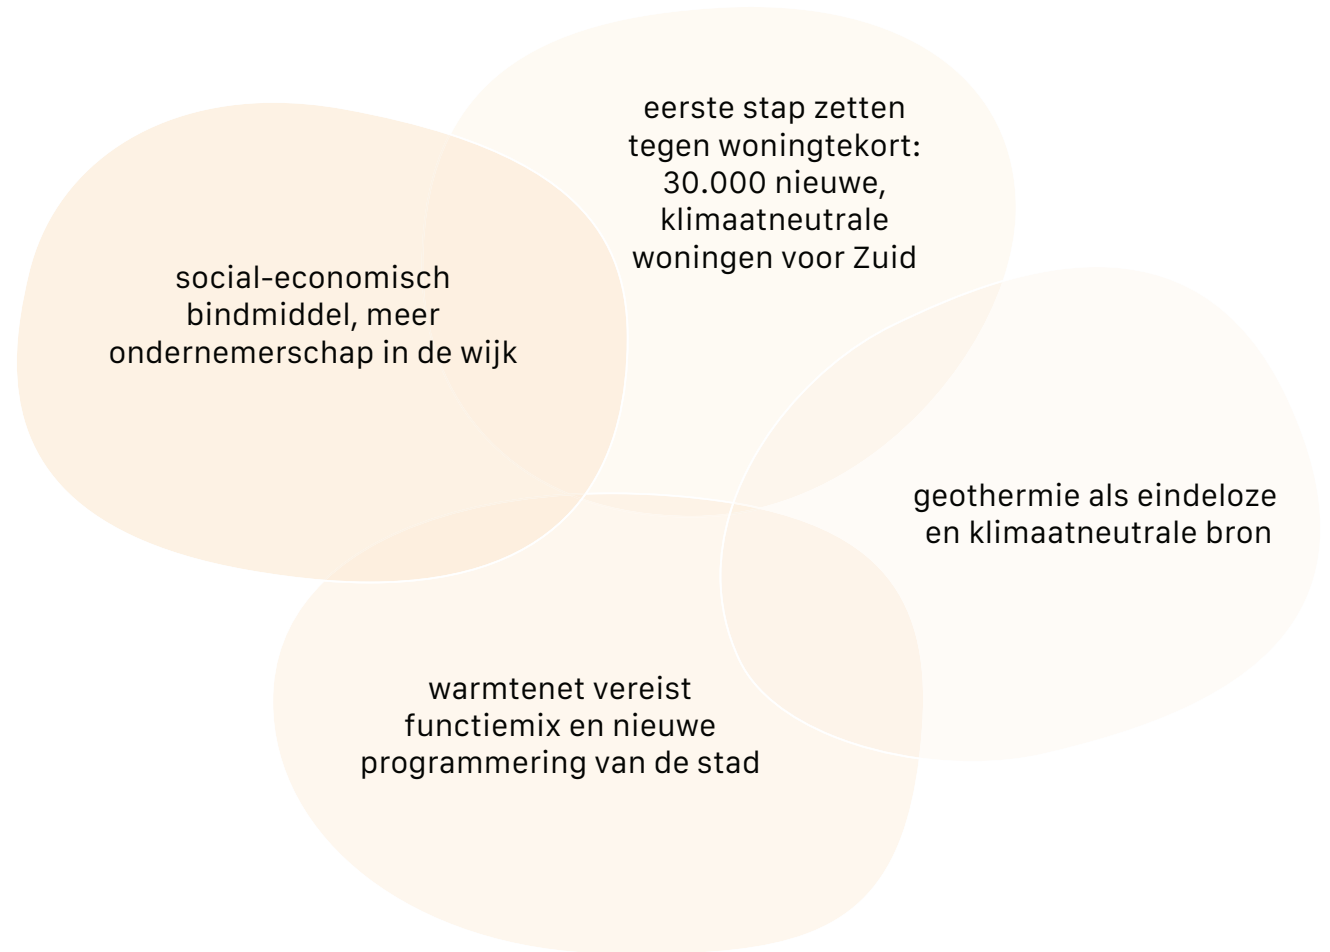 eerste stap zetten
tegen woningtekort:
30.000 nieuwe,
klimaatneutrale
woningen voor Zuid
social-economisch
bindmiddel, meer
ondernemerschap in de wijk
geothermie als eindeloze
en klimaatneutrale bron
warmtenet vereist
functiemix en nieuwe
programmering van de stad